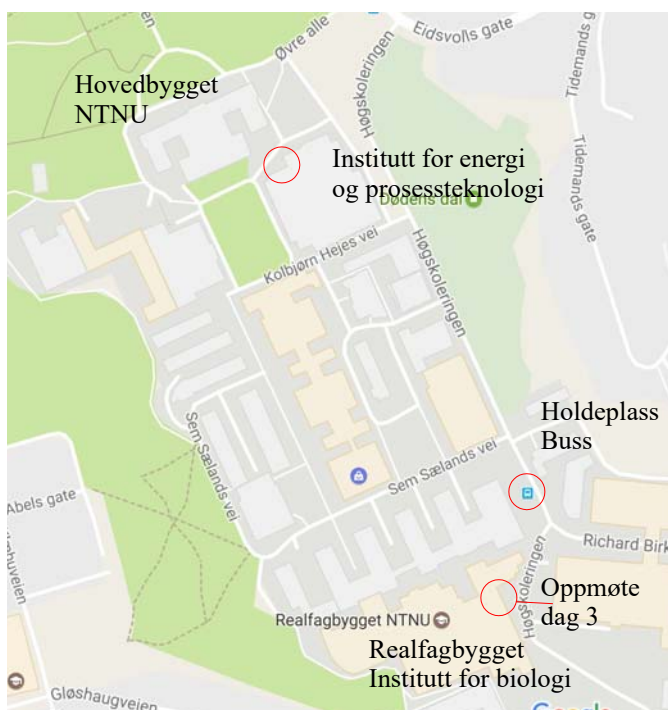 Øvre alle
Eidsvolls gate
Tidemands gate
Hovedbygget
NTNU
Høgskoleringen
Institutt for energi
og prosessteknologi
Dødens dal
Tidemands gate
Kolbjørn Hejes vei
Høgskoleringen
Holdeplass
Buss
Sem Sælands vei
Sem Sælands vei
Abels gate
Richard Birk
Høgskoleringen
Oppmøte
dag 3
Realfagbygget NTNU
Realfagbygget
Institutt for biologi
Gløshaugveien